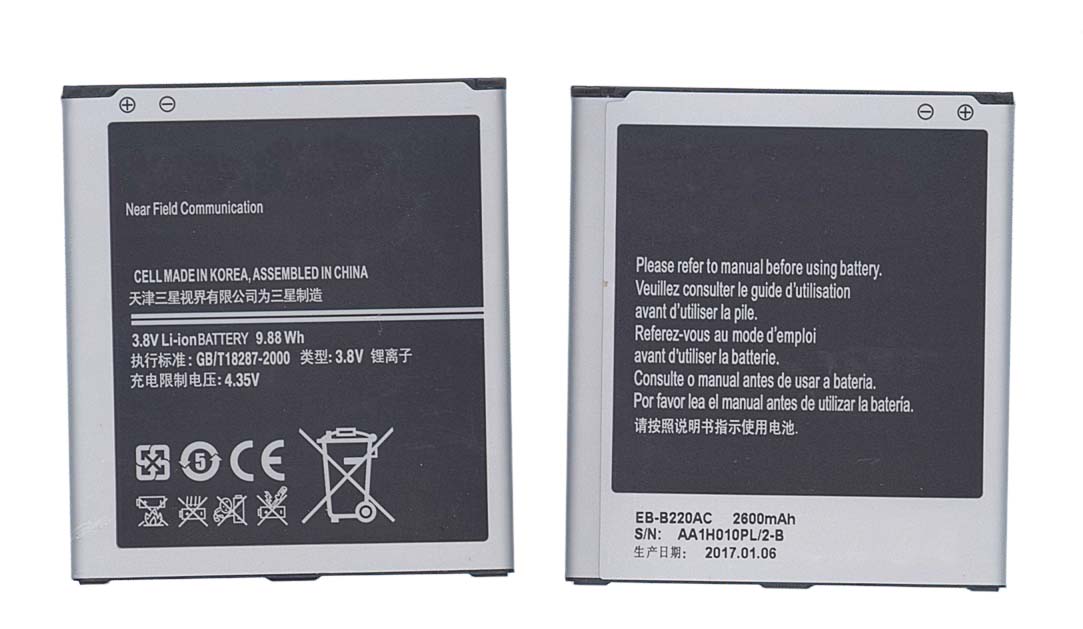 Near Field Communication
CELL MADE IN KOREA, ASSEMBLED IN CHINA
天津三星视界有限公司为三星制造
3.8V Li-ion BATTERY 9.88 Wh
执行标准: GB/T18287-2000 类型: 3.8V 锂离子
充电限制电压: 4.35V
5 CE
Please refer to manual before using battery.
Veuillez consulter le guide d'utilisation
avant d'utiliser la pile.
Referez-vous au mode d'emploi
avant d'utiliser la batterie.
Consulte o manual antes de usar a bateria.
Por favor lea el manual antes de utilizar la batería.
请按照说明书指示使用电池.
EB-B220AC 2600mAh
S/N: AA1H010PL/2-B
生产日期: 2017.01.06